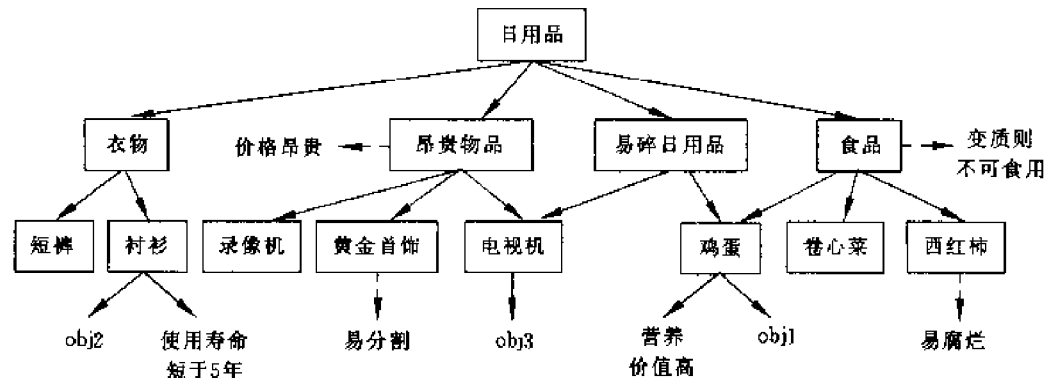 日用品
衣物
价格昂贵
昂贵物品
易碎日用品
食品
变质则
不可食用
短裤
衬衫
录像机
黄金首饰
电视机
鸡蛋
卷心菜
西红柿
obj2
使用寿命
短于5年
易分割
obj3
营养
价值高
obj1
易腐烂